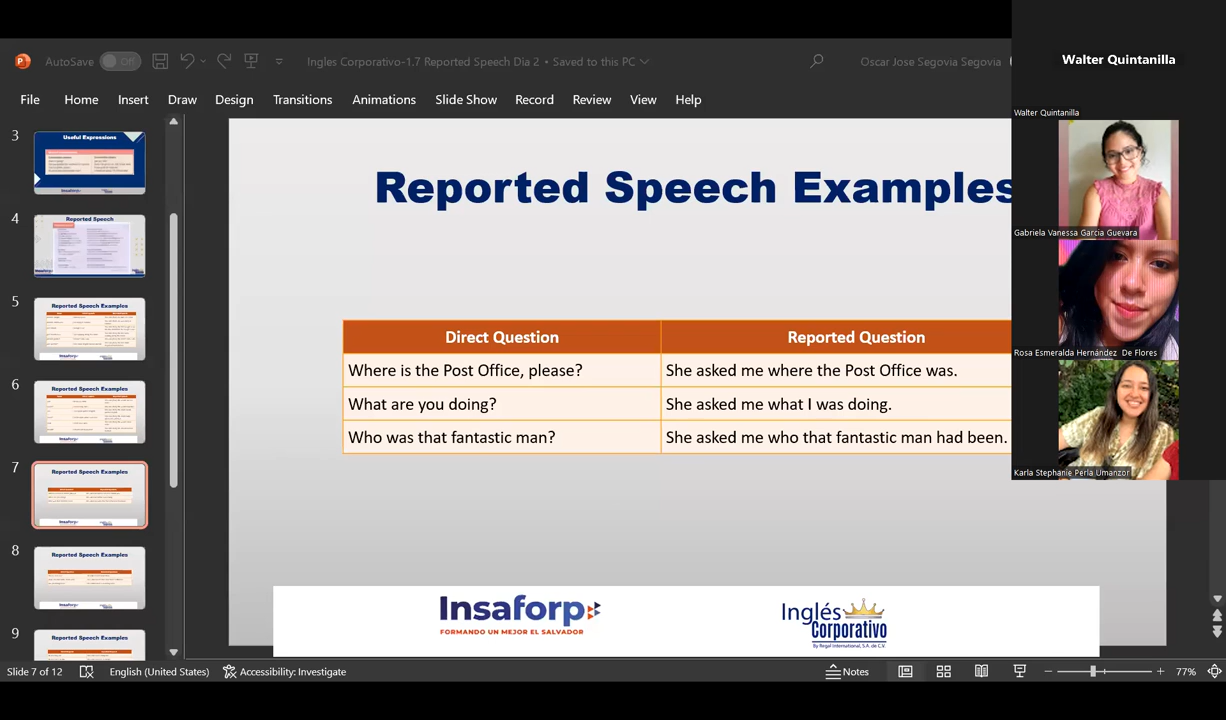 AutoSave Off
Ingles Corporativo-1.7 Reported Speech Dia 2 • Saved to this PC
Oscar Jose Segovia Segovia
File Home Insert Draw Design Transitions Animations Slide Show Record Review View Help
3
Useful Expressions
4
Reported Speech
5
Reported Speech Examples
6
Reported Speech Examples
7
Reported Speech Examples
8
Reported Speech Examples
9
Reported Speech Examples
Reported Speech Examples
Direct Question Reported Question
Where is the Post Office, please? She asked me where the Post Office was.
What are you doing? She asked me what I was doing.
Who was that fantastic man? She asked me who that fantastic man had been.
Insaforp
FORMANDO UN MEJOR EL SALVADOR
Inglés
Corporativo
By Regal International, S.A. de C.V.
Walter Quintanilla
Walter Quintanilla
Gabriela Vanessa Garcia Guevara
Rosa Esmeralda Hernández De Flores
Karla Stephanie Perla Umanzor
Slide 7 of 12 English (United States) Accessibility: Investigate Notes 77%